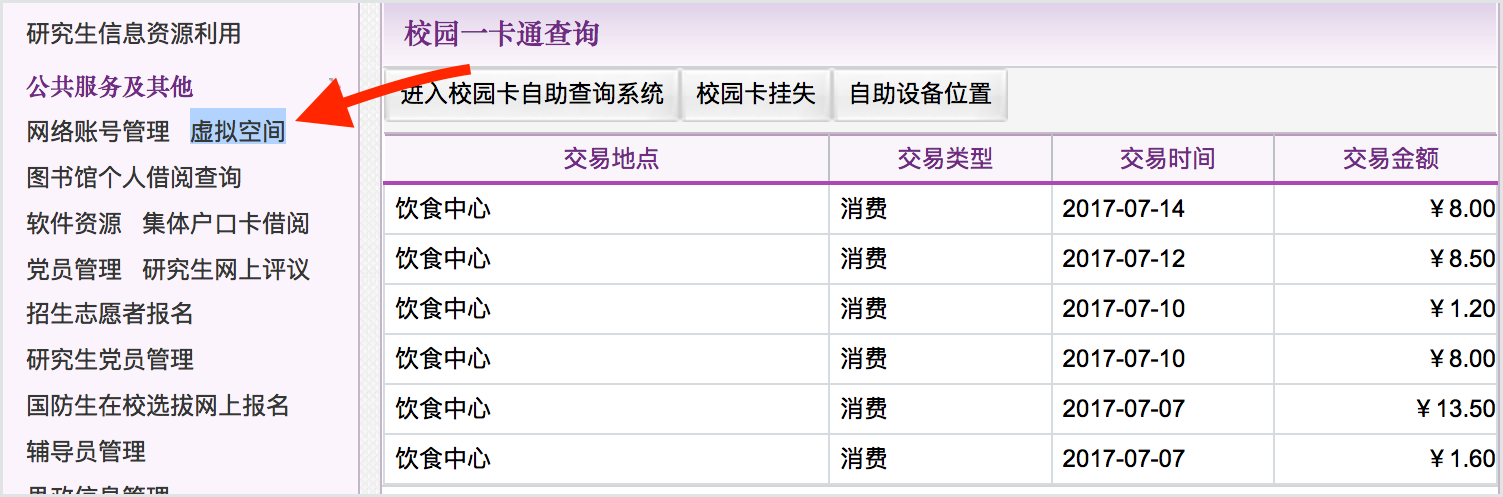 研究生信息资源利用
公共服务及其他
网络账号管理 虚拟空间
图书馆个人借阅查询
软件资源 集体户口卡借阅
党员管理 研究生网上评议
招生志愿者报名
研究生党员管理
国防生在校选拔网上报名
辅导员管理
思政信息管理
校园一卡通查询
进入校园卡自助查询系统 校园卡挂失 自助设备位置
交易地点 交易类型 交易时间 交易金额
饮食中心 消费 2017-07-14 ¥8.00
饮食中心 消费 2017-07-12 ¥8.50
饮食中心 消费 2017-07-10 ¥1.20
饮食中心 消费 2017-07-10 ¥8.00
饮食中心 消费 2017-07-07 ¥13.50
饮食中心 消费 2017-07-07 ¥1.60